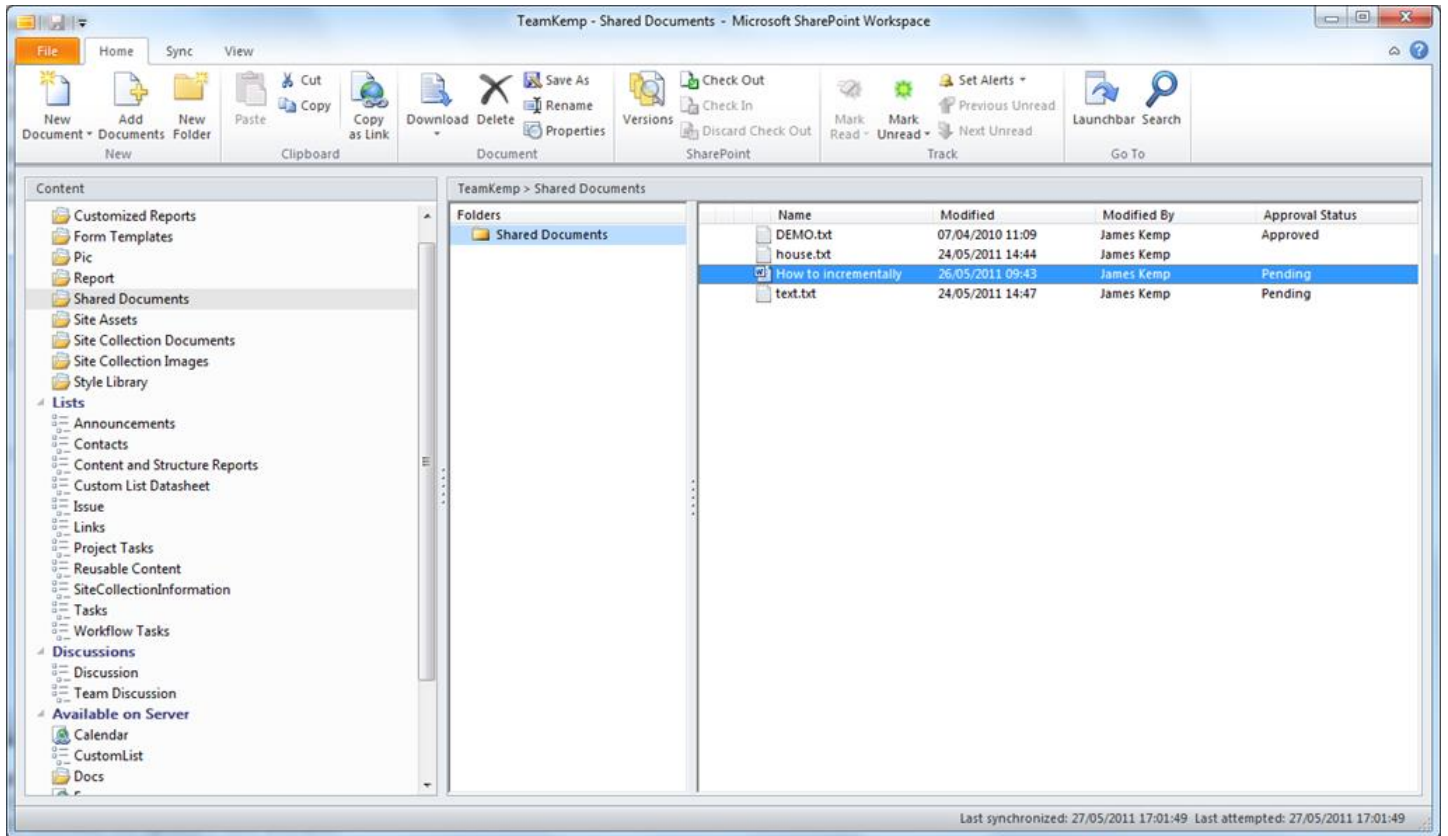 TeamKemp - Shared Documents - Microsoft SharePoint Workspace
File Home Sync View
New Document
Add Documents
New Folder
New
Paste
Cut
Copy
Copy as Link
Clipboard
Download
Delete
Save As
Rename
Properties
Document
Versions
Check Out
Check In
Discard Check Out
SharePoint
Mark Read
Mark Unread
Set Alerts
Previous Unread
Next Unread
Track
Launchbar
Search
Go To
Content
Customized Reports
Form Templates
Pic
Report
Shared Documents
Site Assets
Site Collection Documents
Site Collection Images
Style Library
Lists
Announcements
Contacts
Content and Structure Reports
Custom List Datasheet
Issue
Links
Project Tasks
Reusable Content
SiteCollectionInformation
Tasks
Workflow Tasks
Discussions
Discussion
Team Discussion
Available on Server
Calendar
CustomList
Docs
TeamKemp > Shared Documents
Folders
Shared Documents
Name Modified Modified By Approval Status
DEMO.txt 07/04/2010 11:09 James Kemp Approved
house.txt 24/05/2011 14:44 James Kemp
How to incrementally 26/05/2011 09:43 James Kemp Pending
text.txt 24/05/2011 14:47 James Kemp Pending
Last synchronized: 27/05/2011 17:01:49 Last attempted: 27/05/2011 17:01:49